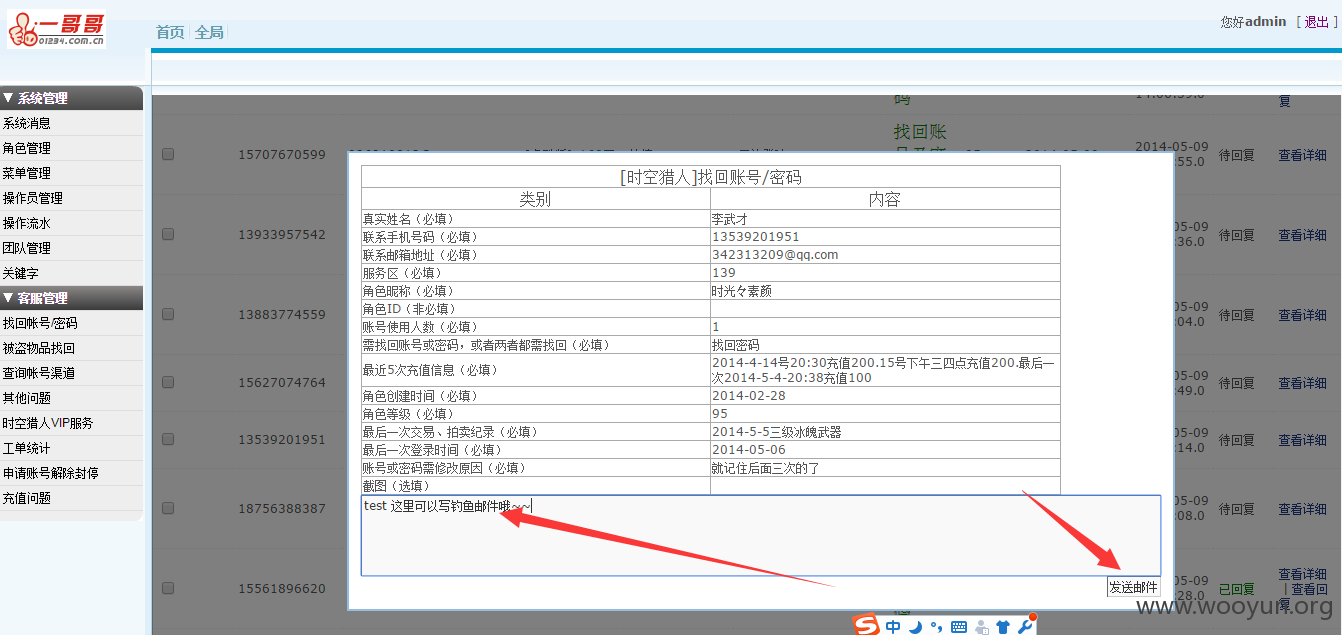 一哥哥
01234.com.cn
首页 全局
您好admin [ 退出 ]
▼ 系统管理
系统消息
角色管理
菜单管理
操作员管理
操作流水
团队管理
关键字
▼ 客服管理
找回帐号/密码
被盗物品找回
查询帐号渠道
其他问题
时空猎人VIP服务
工单统计
申请账号解除封停
充值问题
码
复
找回账
15707670599
2014-05-09
55.0
待回复
查看详细
13933957542
05-09
36.0
待回复
查看详细
13883774559
05-09
04.0
待回复
查看详细
15627074764
05-09
49.0
待回复
查看详细
13539201951
05-09
14.0
待回复
查看详细
18756388387
05-09
08.0
待回复
查看详细
15561896620
05-09
28.0
已回复
查看详细
| 查看回
复
[时空猎人]找回账号/密码
类别 内容
真实姓名（必填） 李武才
联系手机号码（必填） 13539201951
联系邮箱地址（必填） 342313209@qq.com
服务区（必填） 139
角色昵称（必填） 时光々素颜
角色ID（非必填）
账号使用人数（必填） 1
需找回账号或密码，或者两者都需找回（必填） 找回密码
最近5次充值信息（必填） 2014-4-14号20:30充值200.15号下午三四点充值200.最后一
次2014-5-4-20:38充值100
角色创建时间（必填） 2014-02-28
角色等级（必填） 95
最后一次交易、拍卖纪录（必填） 2014-5-5三级冰魄武器
最后一次登录时间（必填） 2014-05-06
账号或密码需修改原因（必填） 就记住后面三次的了
截图（选填）
test 这里可以写钓鱼邮件哦~~
发送邮件
www.wooyun.org
S 中